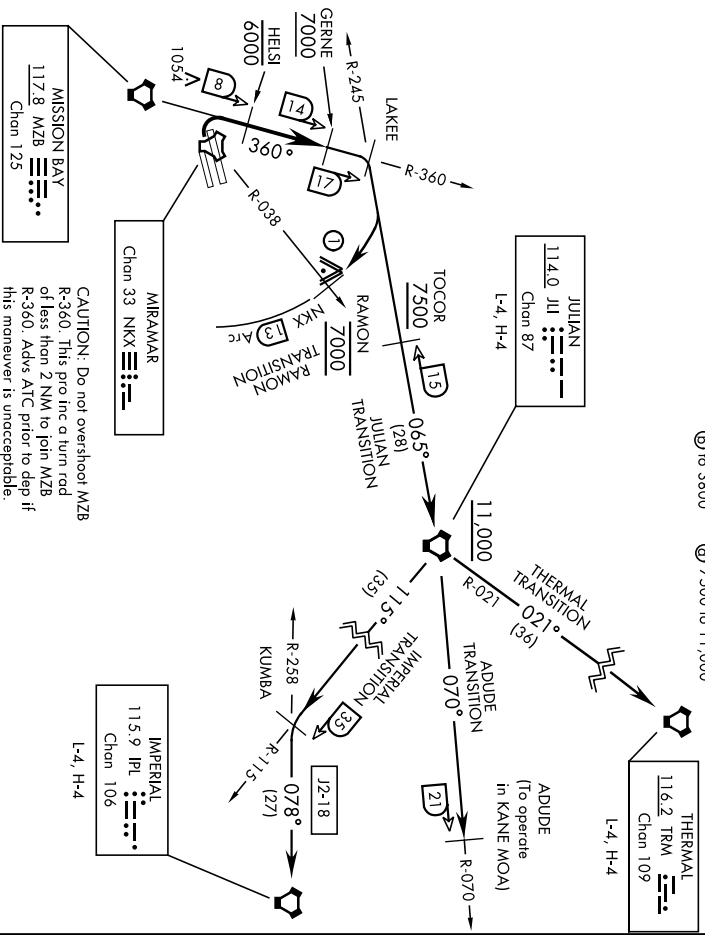 GERNE
7000
HELSI
6000
1054
8
14
17
R-245
LAKEE
R-360
360°
R-038
1
MISSION BAY
117.8 MZB
Chan 125
MIRAMAR
Chan 33 NKX
CAUTION: Do not overshoot MZB
R-360. This pro inc a turn rad
of less than 2 NM to join MZB
R-360. Advs ATC prior to dep if
this maneuver is unacceptable.
NKX
13
Arc
RAMON
7000
RAMON
TRANSITION
TOCOR
7500
15
065°
(28)
JULIAN
TRANSITION
JULIAN
114.0 JLI
Chan 87
L-4, H-4
11,000
THERMAL
TRANSITION
R-021
021°
(36)
THERMAL
116.2 TRM
Chan 109
L-4, H-4
ADUDE
TRANSITION
070°
21
ADUDE
(To operate
in KANE MOA)
R-070
115°
(35)
IMPERIAL
TRANSITION
35
R-258
KUMBA
R-115
J2-18
078°
(27)
IMPERIAL
115.9 IPL
Chan 106
L-4, H-4